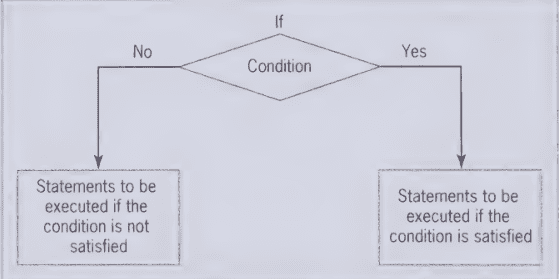 If
No
Yes
Condition
Statements to be
executed if the
condition is not
satisfied
Statements to be
executed if the
condition is satisfied